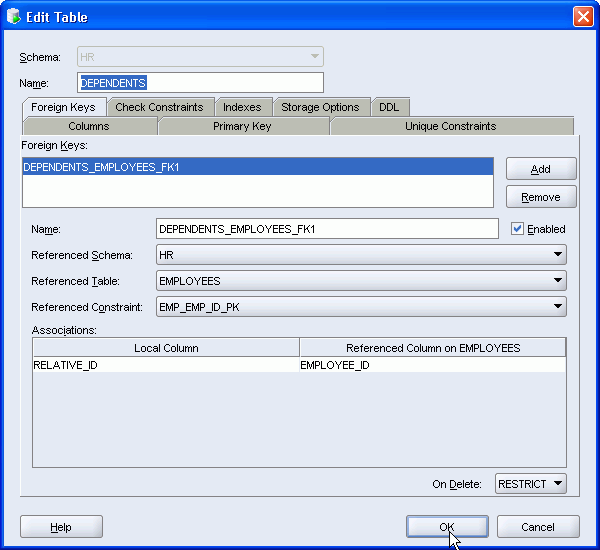 Edit Table
Schema: HR
Name: DEPENDENTS
Foreign Keys Check Constraints Indexes Storage Options DDL
Columns Primary Key Unique Constraints
Foreign Keys:
DEPENDENTS_EMPLOYEES_FK1
Add
Remove
Name: DEPENDENTS_EMPLOYEES_FK1 Enabled
Referenced Schema: HR
Referenced Table: EMPLOYEES
Referenced Constraint: EMP_EMP_ID_PK
Associations:
Local Column Referenced Column on EMPLOYEES
RELATIVE_ID EMPLOYEE_ID
On Delete: RESTRICT
Help OK Cancel